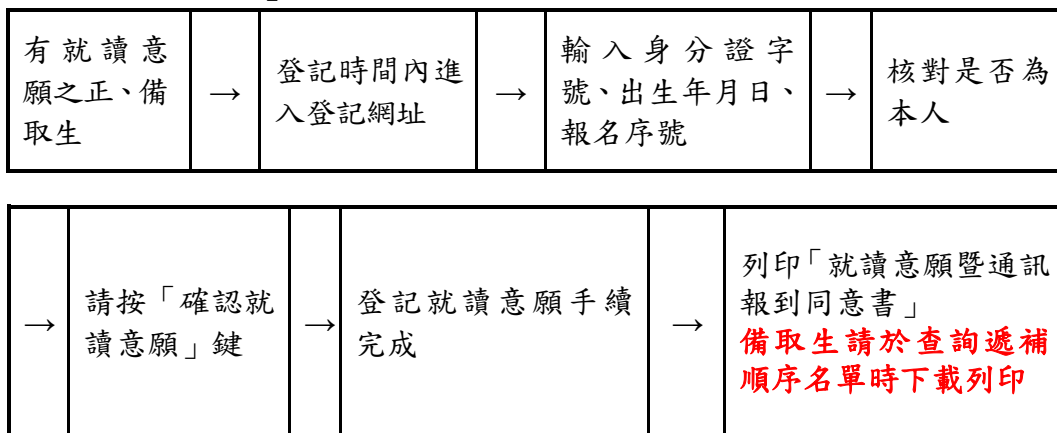 有就讀意
願之正、備
取生
→
登記時間內進
入登記網址
→
輸入身分證字
號、出生年月日、
報名序號
→
核對是否為
本人
→
請按「確認就
讀意願」鍵
→
登記就讀意願手續
完成
→
列印「就讀意願暨通訊
報到同意書」
備取生請於查詢遞補
順序名單時下載列印